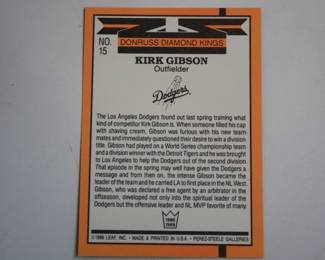 DONRUSS DIAMOND KINGS
NO.
15
KIRK GIBSON
Outfielder
Dodgers
The Los Angeles Dodgers found out last spring training what
kind of competitor Kirk Gibson is. When someone filled his cap
with shaving cream, Gibson was furious with his new team-
mates and immediately questioned their desire to win a division
title. Gibson had played on a World Series championship team
and a division winner with the Detroit Tigers and he was brought
to Los Angeles to help the Dodgers out of the second division.
That episode in the spring may well have given the Dodgers a
message and from then on, the intense Gibson became the
leader of the team and he carried LA to first place in the NL West.
Gibson, who was declared a free agent by an arbitrator in the
offseason, developed not only into the spiritual leader of the
Dodgers but the offensive leader and NL MVP favorite of many.
© 1988 LEAF, INC. • MADE & PRINTED IN U.S.A. • PEREZ-STEELE GALLERIES